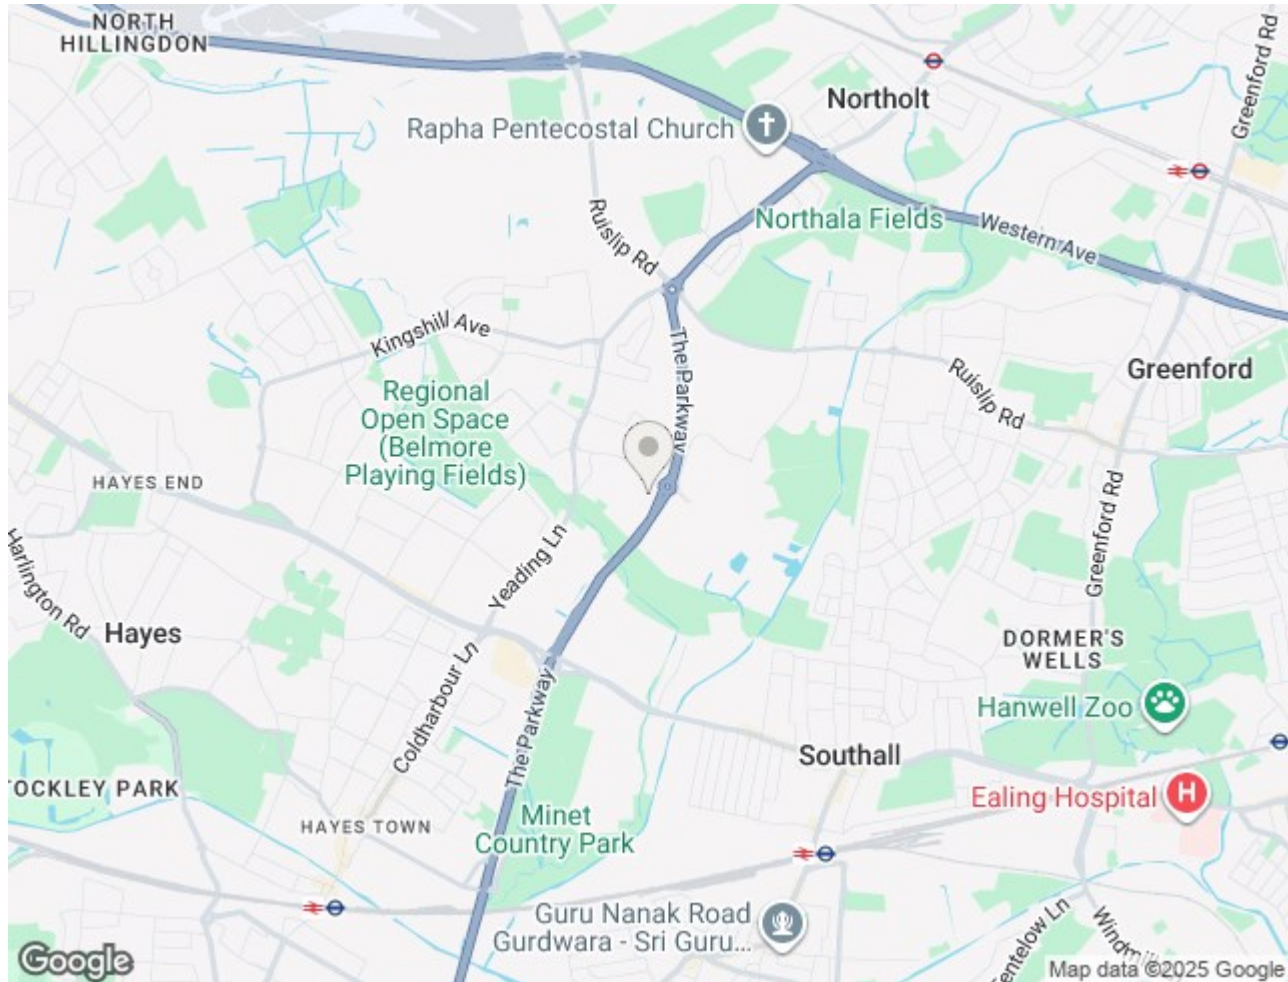 NORTH
HILLINGDON
Northolt
Greenford Rd
Rapha Pentecostal Church
Ruislip Rd
Northala Fields
Western Ave
Kingshill Ave
The Parkway
Greenford
Ruislip Rd
Regional
Open Space
(Belmore
Playing Fields)
HAYES END
Greenford Rd
Harlington Rd
Yeading Ln
Hayes
DORMER'S
WELLS
Coldharbour Ln
Hanwell Zoo
The Parkway
Southall
TOCKLEY PARK
Ealing Hospital
H
HAYES TOWN
Minet
Country Park
Guru Nanak Road
Gurdwara - Sri Guru...
entelow Ln
Google
Map data ©2025 Google